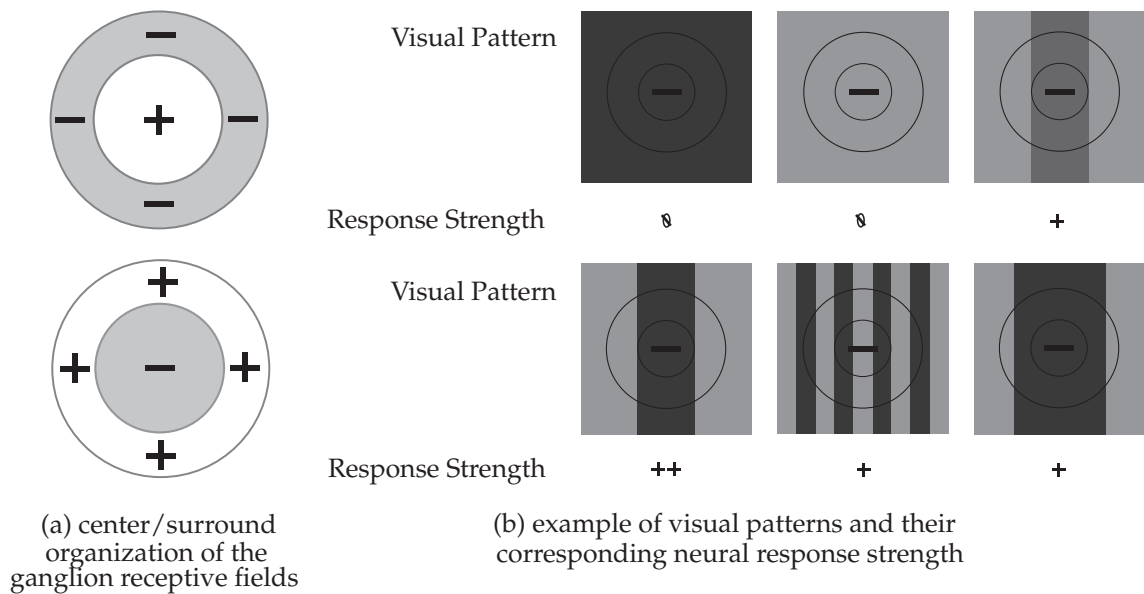 Visual Pattern
Response Strength
0 0 +
Visual Pattern
Response Strength
++ + +
(a) center/surround
organization of the
ganglion receptive fields
(b) example of visual patterns and their
corresponding neural response strength